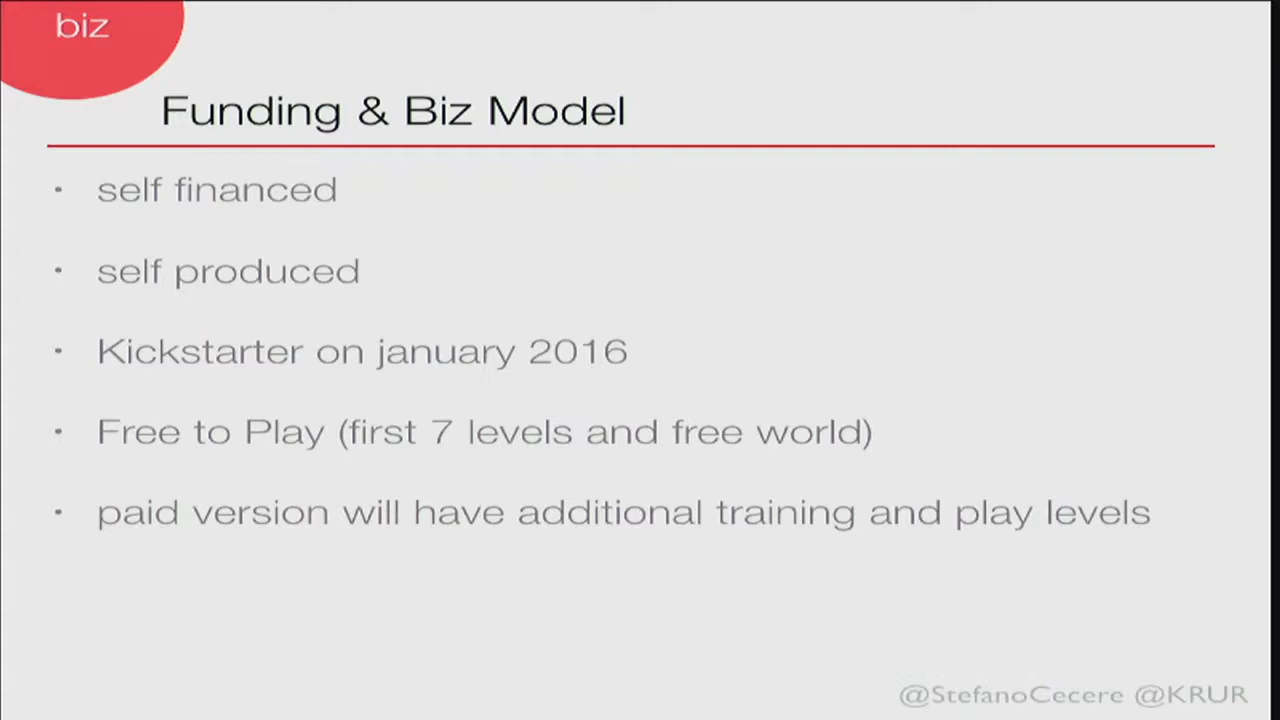 biz
Funding & Biz Model
• self financed
• self produced
• Kickstarter on january 2016
• Free to Play (first 7 levels and free world)
• paid version will have additional training and play levels
@StefanoCecere @KRUR